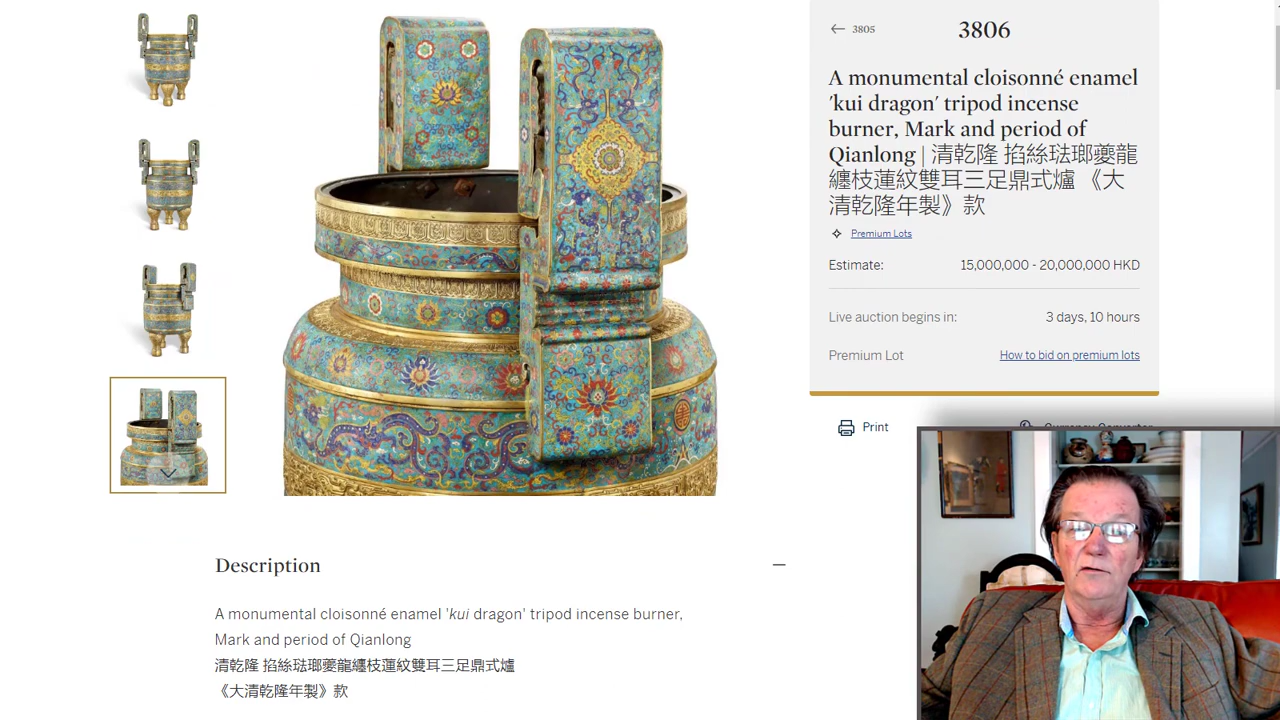 3805
3806
A monumental cloisonné enamel
'kui dragon' tripod incense
burner, Mark and period of
Qianlong | 清乾隆 掐絲琺瑯夔龍
纏枝蓮紋雙耳三足鼎式爐 《大
清乾隆年製》款
Premium Lots
Estimate: 15,000,000 - 20,000,000 HKD
Live auction begins in: 3 days, 10 hours
Premium Lot How to bid on premium lots
Print Currency Converter
Description
A monumental cloisonné enamel 'kui dragon' tripod incense burner,
Mark and period of Qianlong
清乾隆 掐絲琺瑯夔龍纏枝蓮紋雙耳三足鼎式爐
《大清乾隆年製》款